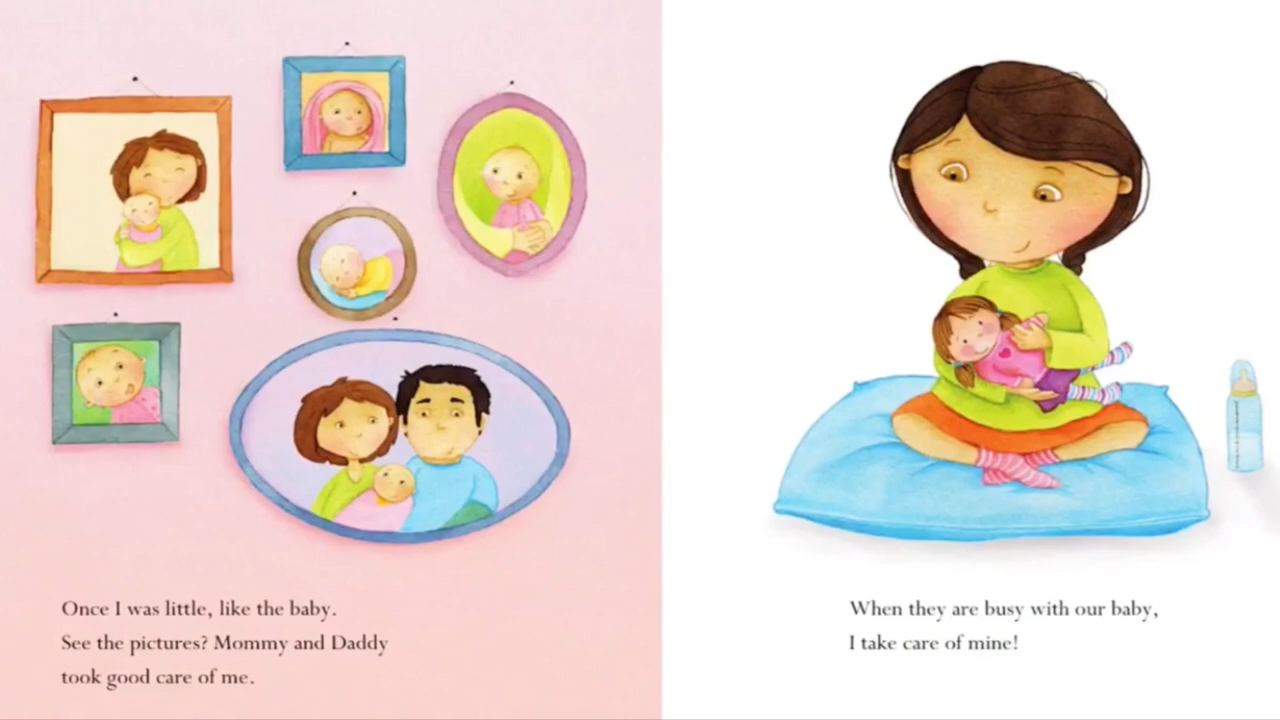 Once I was little, like the baby.
See the pictures? Mommy and Daddy
took good care of me.
When they are busy with our baby,
I take care of mine!